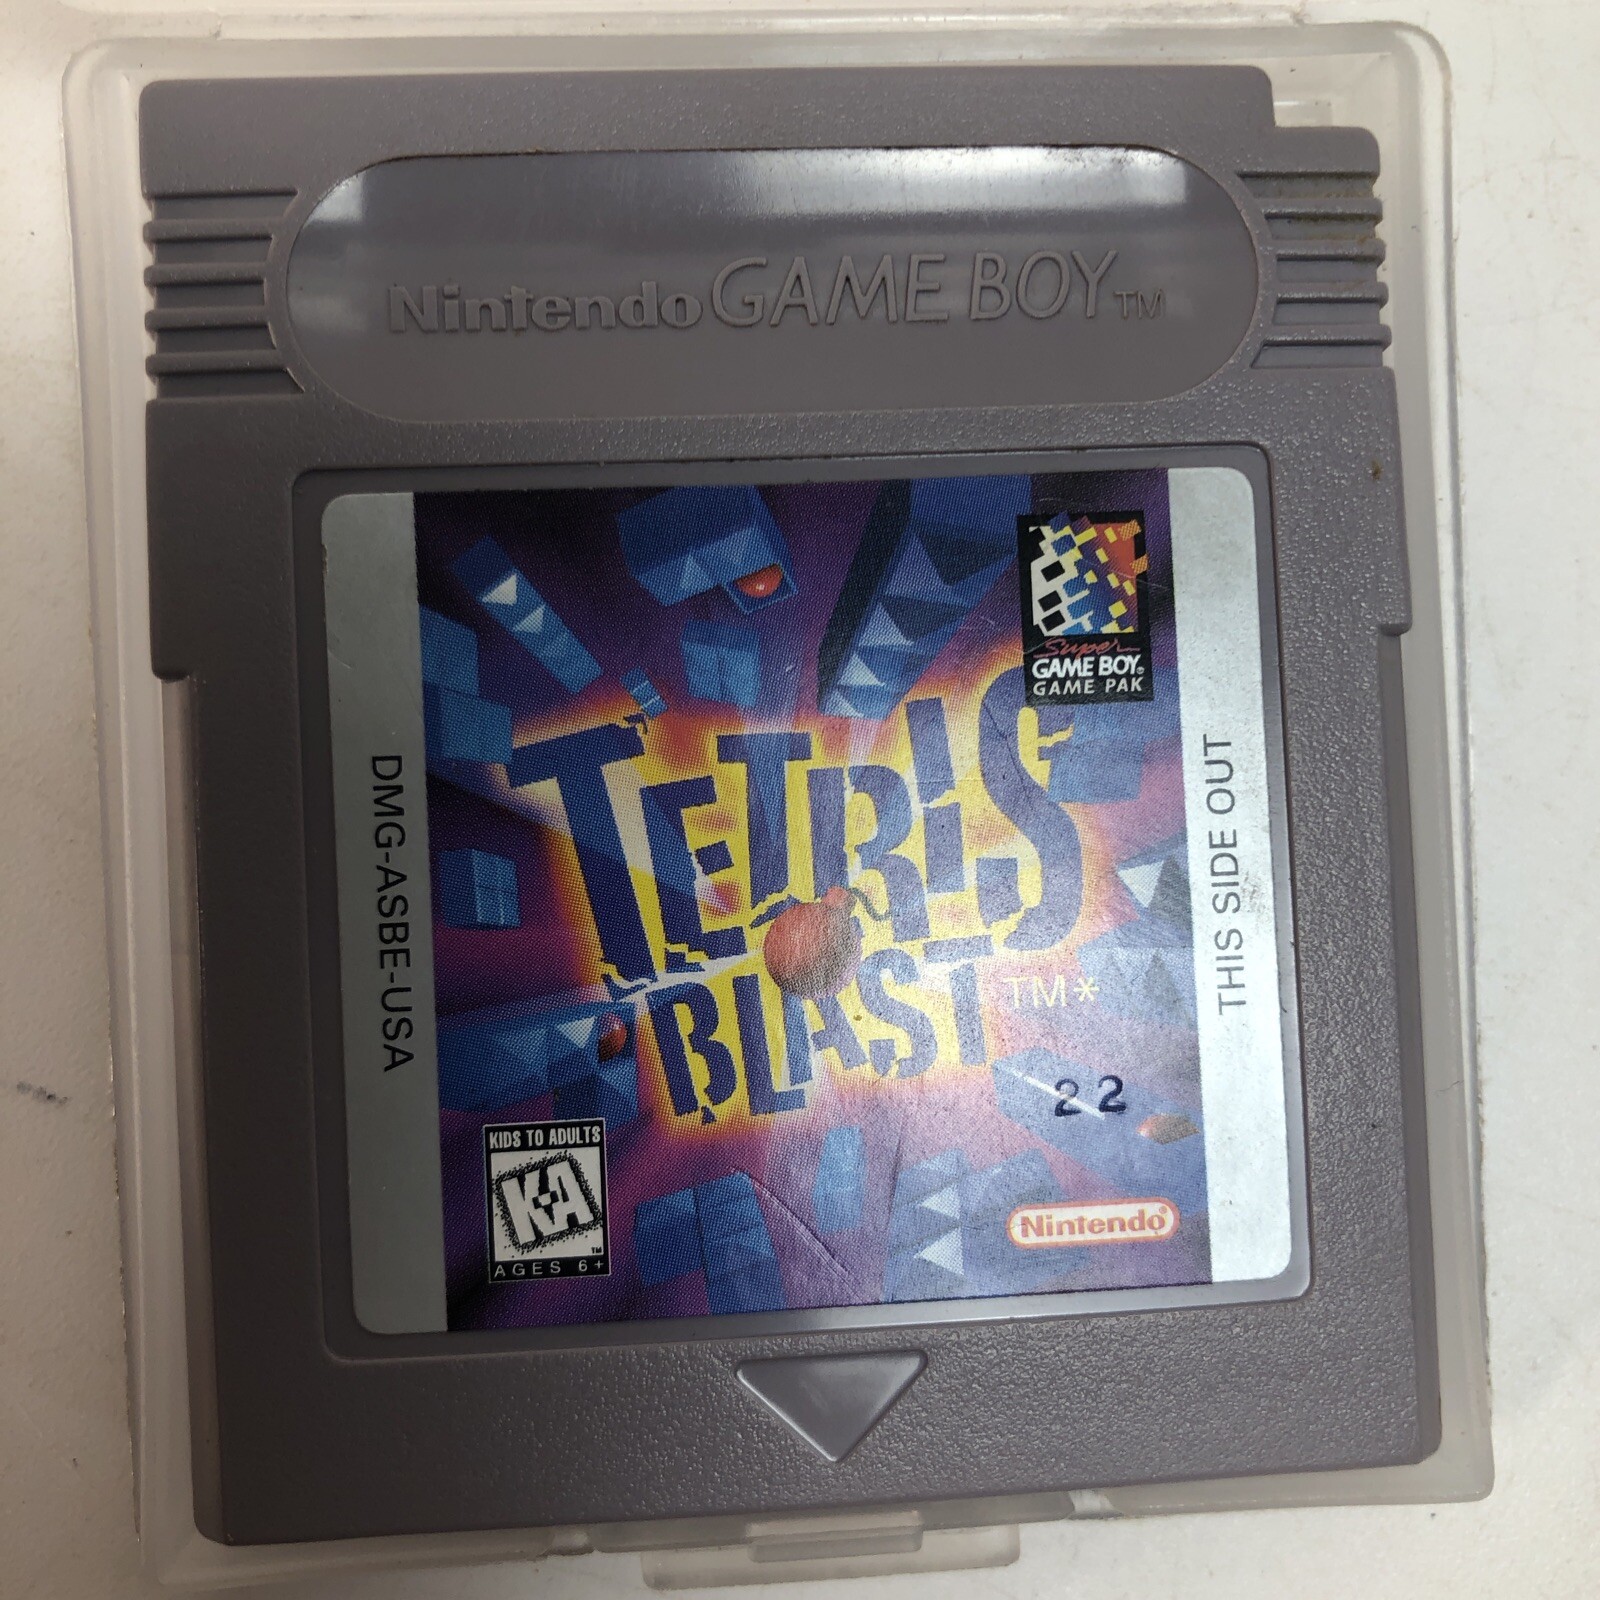 Nintendo GAME BOY TM
Super
GAME BOY®
GAME PAK
DMG-ASBE-USA
THIS SIDE OUT
TETRIS
BLAST TM*
22
KIDS TO ADULTS
K-A
TM
AGES 6+
Nintendo®